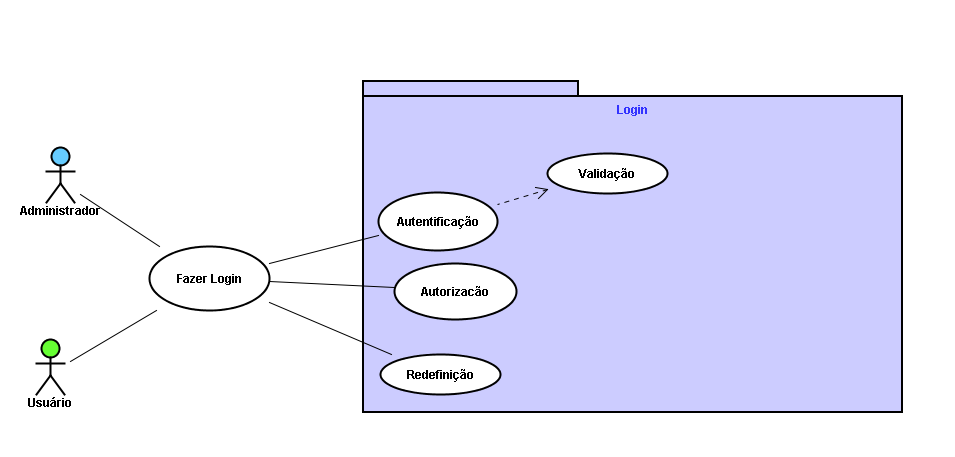 Login
Validação
Administrador
Autentificação
Fazer Login
Autorizacão
Redefinição
Usuário